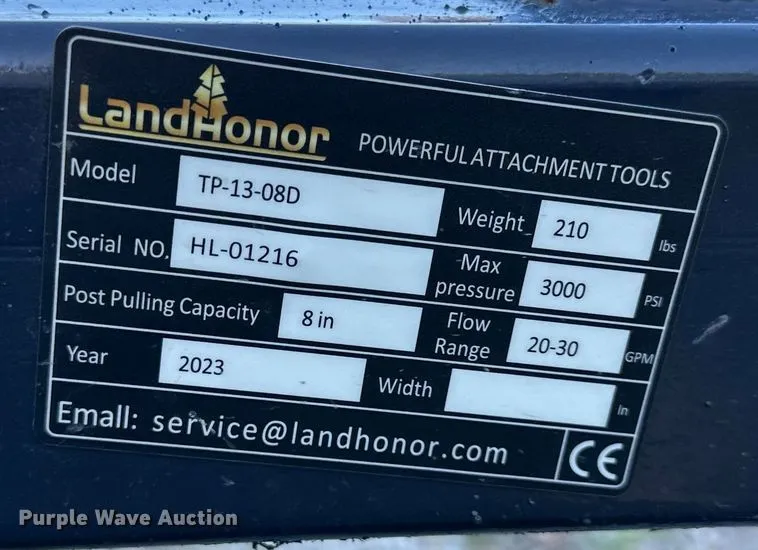 LandHonor POWERFUL ATTACHMENT TOOLS
Model TP-13-08D Weight 210 lbs
Serial NO. HL-01216 Max pressure 3000 PSI
Post Pulling Capacity 8 in Flow Range 20-30 GPM
Year 2023 Width In
Emall: service@landhonor.com CE
Purple Wave Auction